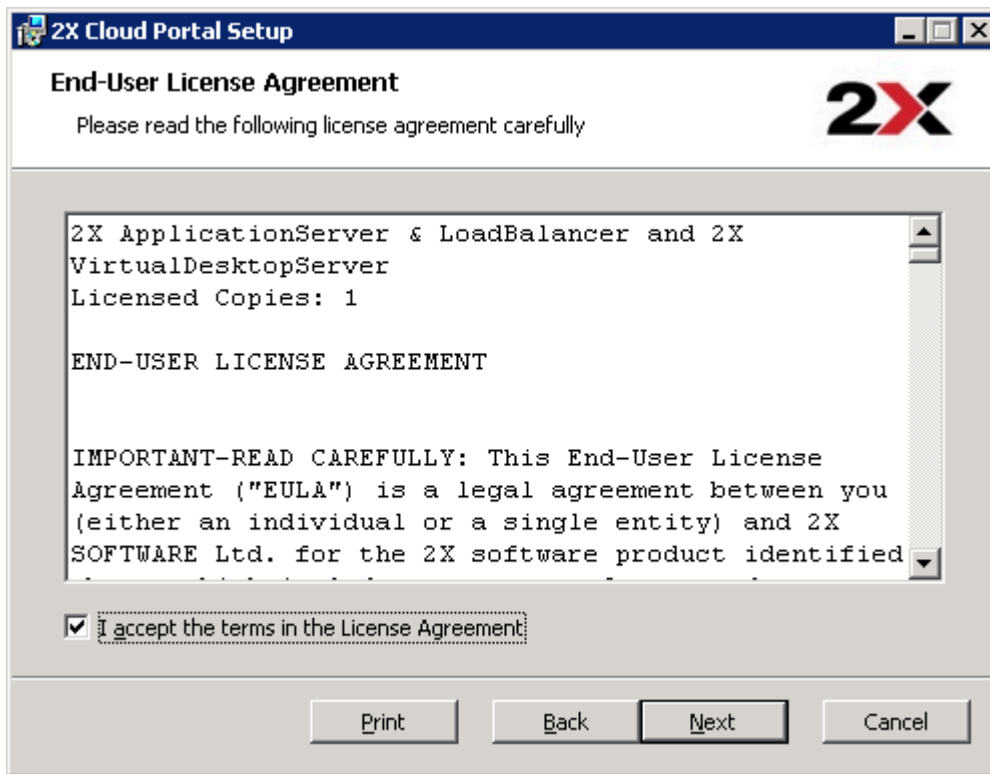 2X Cloud Portal Setup
End-User License Agreement
Please read the following license agreement carefully
2X
2X ApplicationServer & LoadBalancer and 2X
VirtualDesktopServer
Licensed Copies: 1
END-USER LICENSE AGREEMENT
IMPORTANT-READ CAREFULLY: This End-User License
Agreement ("EULA") is a legal agreement between you
(either an individual or a single entity) and 2X
SOFTWARE Ltd. for the 2X software product identified
I accept the terms in the License Agreement
Print Back Next Cancel